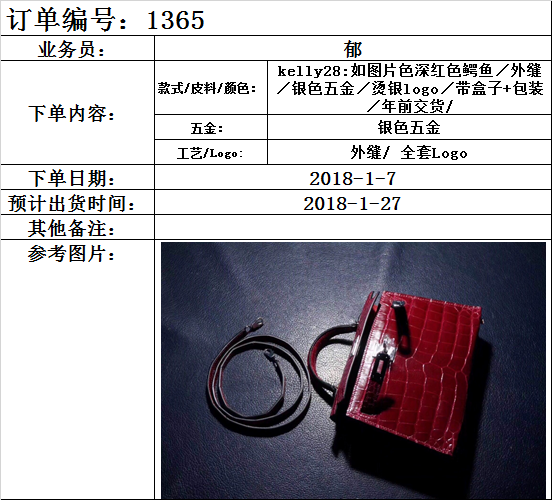 订单编号：1365
业务员： 郁
下单内容： 款式/皮料/颜色： kelly28:如图片色深红色鳄鱼／外缝
／银色五金／烫银logo／带盒子+包装
／年前交货/
五金： 银色五金
工艺/Logo: 外缝/ 全套Logo
下单日期： 2018-1-7
预计出货时间： 2018-1-27
其他备注：
参考图片：